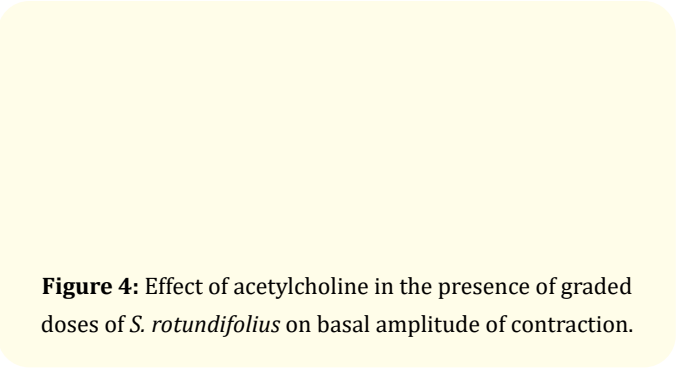 Figure 4: Effect of acetylcholine in the presence of graded
doses of S. rotundifolius on basal amplitude of contraction.